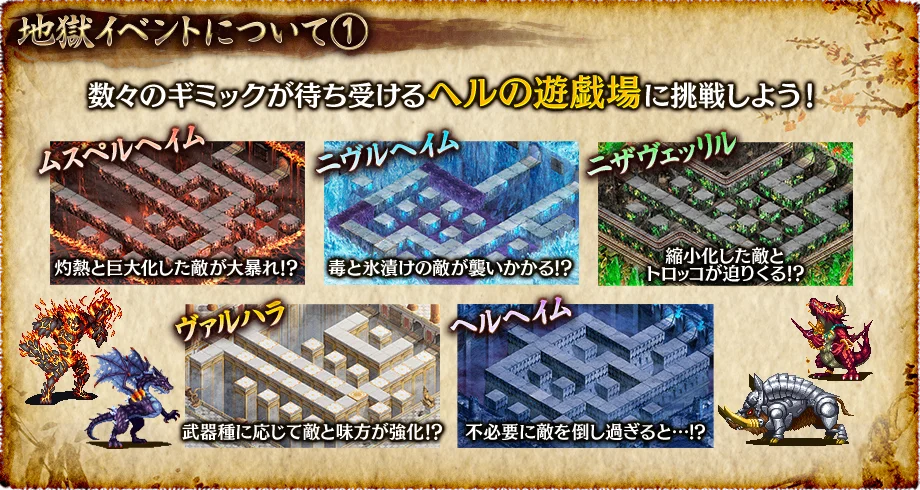 地獄イベントについて①
数々のギミックが待ち受けるヘルの遊戯場に挑戦しよう！
ムスペルヘイム
灼熱と巨大化した敵が大暴れ!?
ニヴルヘイム
毒と氷漬けの敵が襲いかかる!?
ニザヴェッリル
縮小化した敵と
トロッコが迫りくる!?
ヴァルハラ
武器種に応じて敵と味方が強化!?
ヘルヘイム
不必要に敵を倒し過ぎると…!?